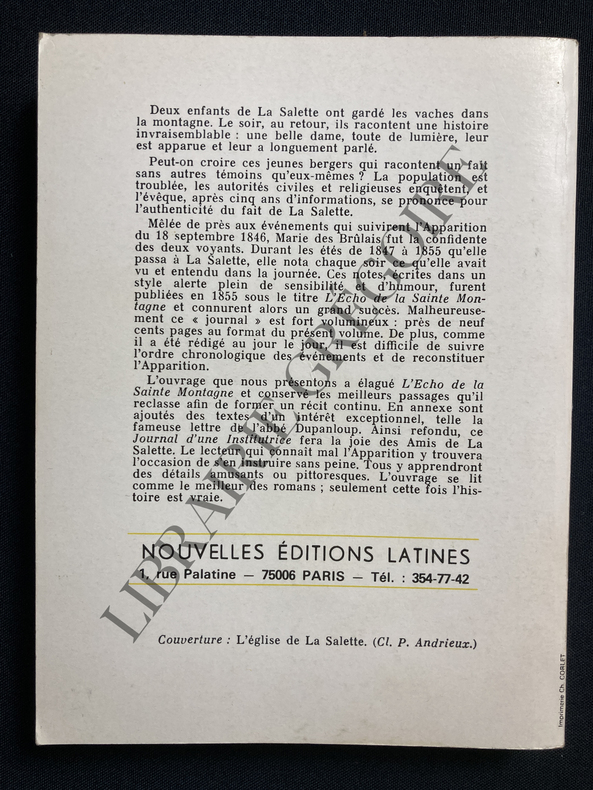 Deux enfants de La Salette ont gardé les vaches dans
la montagne. Le soir, au retour, ils racontent une histoire
invraisemblable : une belle dame, toute de lumière, leur
est apparue et leur a longuement parlé.
Peut-on croire ces jeunes bergers qui racontent un fait
sans autres témoins qu'eux-mêmes ? La population est
troublée, les autorités civiles et religieuses enquêtent, et
l'évêque, après cinq ans d'informations, se prononce pour
l'authenticité du fait de La Salette.
Mêlée de près aux événements qui suivirent l'Apparition
du 18 septembre 1846, Marie des Brûlais fut la confidente
des deux voyants. Durant les étés de 1847 à 1855 qu'elle
passa à La Salette, elle nota chaque soir ce qu'elle avait
vu et entendu dans la journée. Ces notes, écrites dans un
style alerte plein de sensibilité et d'humour, furent
publiées en 1855 sous le titre L'Echo de la Sainte Mon-
tagne et connurent alors un grand succès. Malheureuse-
ment ce « journal » est fort volumineux : près de neuf
cents pages au format du présent volume. De plus, comme
il a été rédigé au jour le jour, il est difficile de suivre
l'ordre chronologique des événements et de reconstituer
l'Apparition.
L'ouvrage que nous présentons a élagué L'Echo de la
Sainte Montagne et conservé les meilleurs passages qu'il
reclasse afin de former un récit continu. En annexe sont
ajoutés des textes d'un intérêt exceptionnel, telle la
fameuse lettre de l'abbé Dupanloup. Ainsi refondu, ce
Journal d'une Institutrice fera la joie des Amis de La
Salette. Le lecteur qui connaît mal l'Apparition y trouvera
l'occasion de s'en instruire sans peine. Tous y apprendront
des détails amusants ou pittoresques. L'ouvrage se lit
comme le meilleur des romans ; seulement cette fois l'his-
toire est vraie.
NOUVELLES ÉDITIONS LATINES
1, rue Palatine — 75006 PARIS — Tél. : 354-77-42
Couverture : L'église de La Salette. (Cl. P. Andrieux.)
Imprimerie Ch. CORLET
LIBRAIRIE GREGOIRE